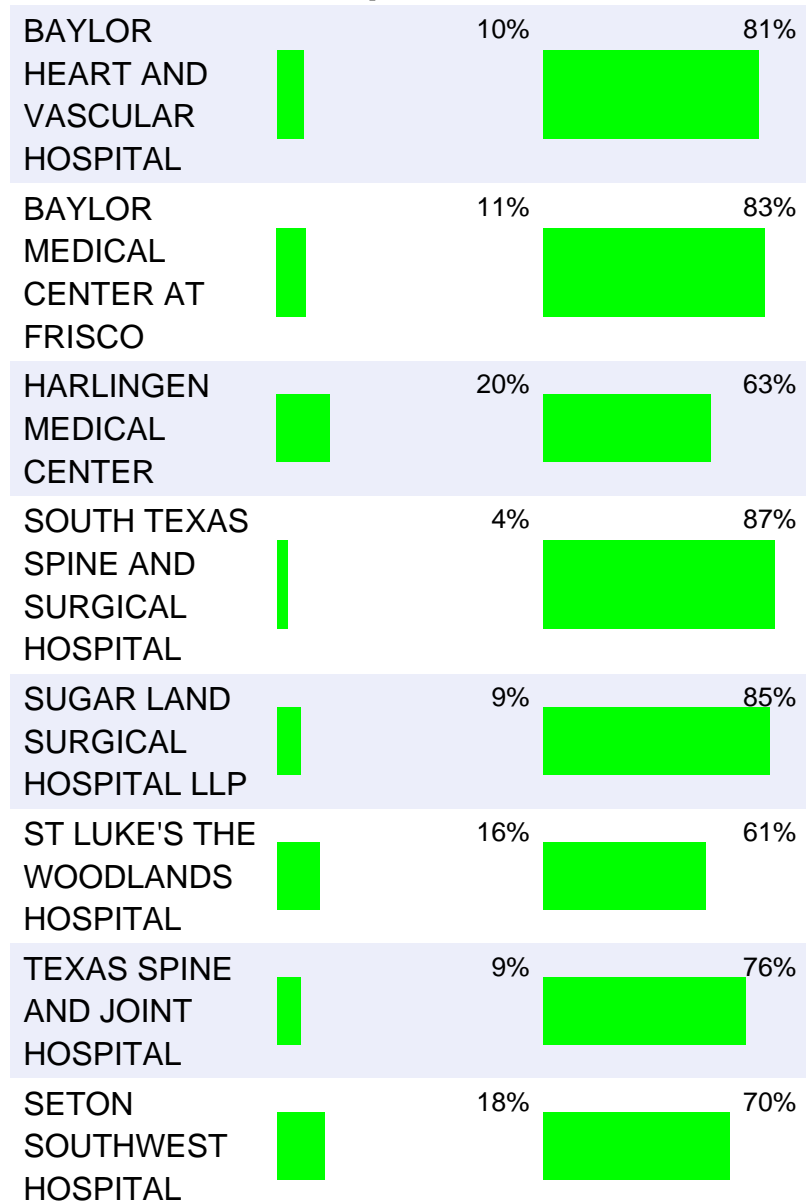 BAYLOR 10% 81%
HEART AND
VASCULAR
HOSPITAL
BAYLOR 11% 83%
MEDICAL
CENTER AT
FRISCO
HARLINGEN 20% 63%
MEDICAL
CENTER
SOUTH TEXAS 4% 87%
SPINE AND
SURGICAL
HOSPITAL
SUGAR LAND 9% 85%
SURGICAL
HOSPITAL LLP
ST LUKE'S THE 16% 61%
WOODLANDS
HOSPITAL
TEXAS SPINE 9% 76%
AND JOINT
HOSPITAL
SETON 18% 70%
SOUTHWEST
HOSPITAL